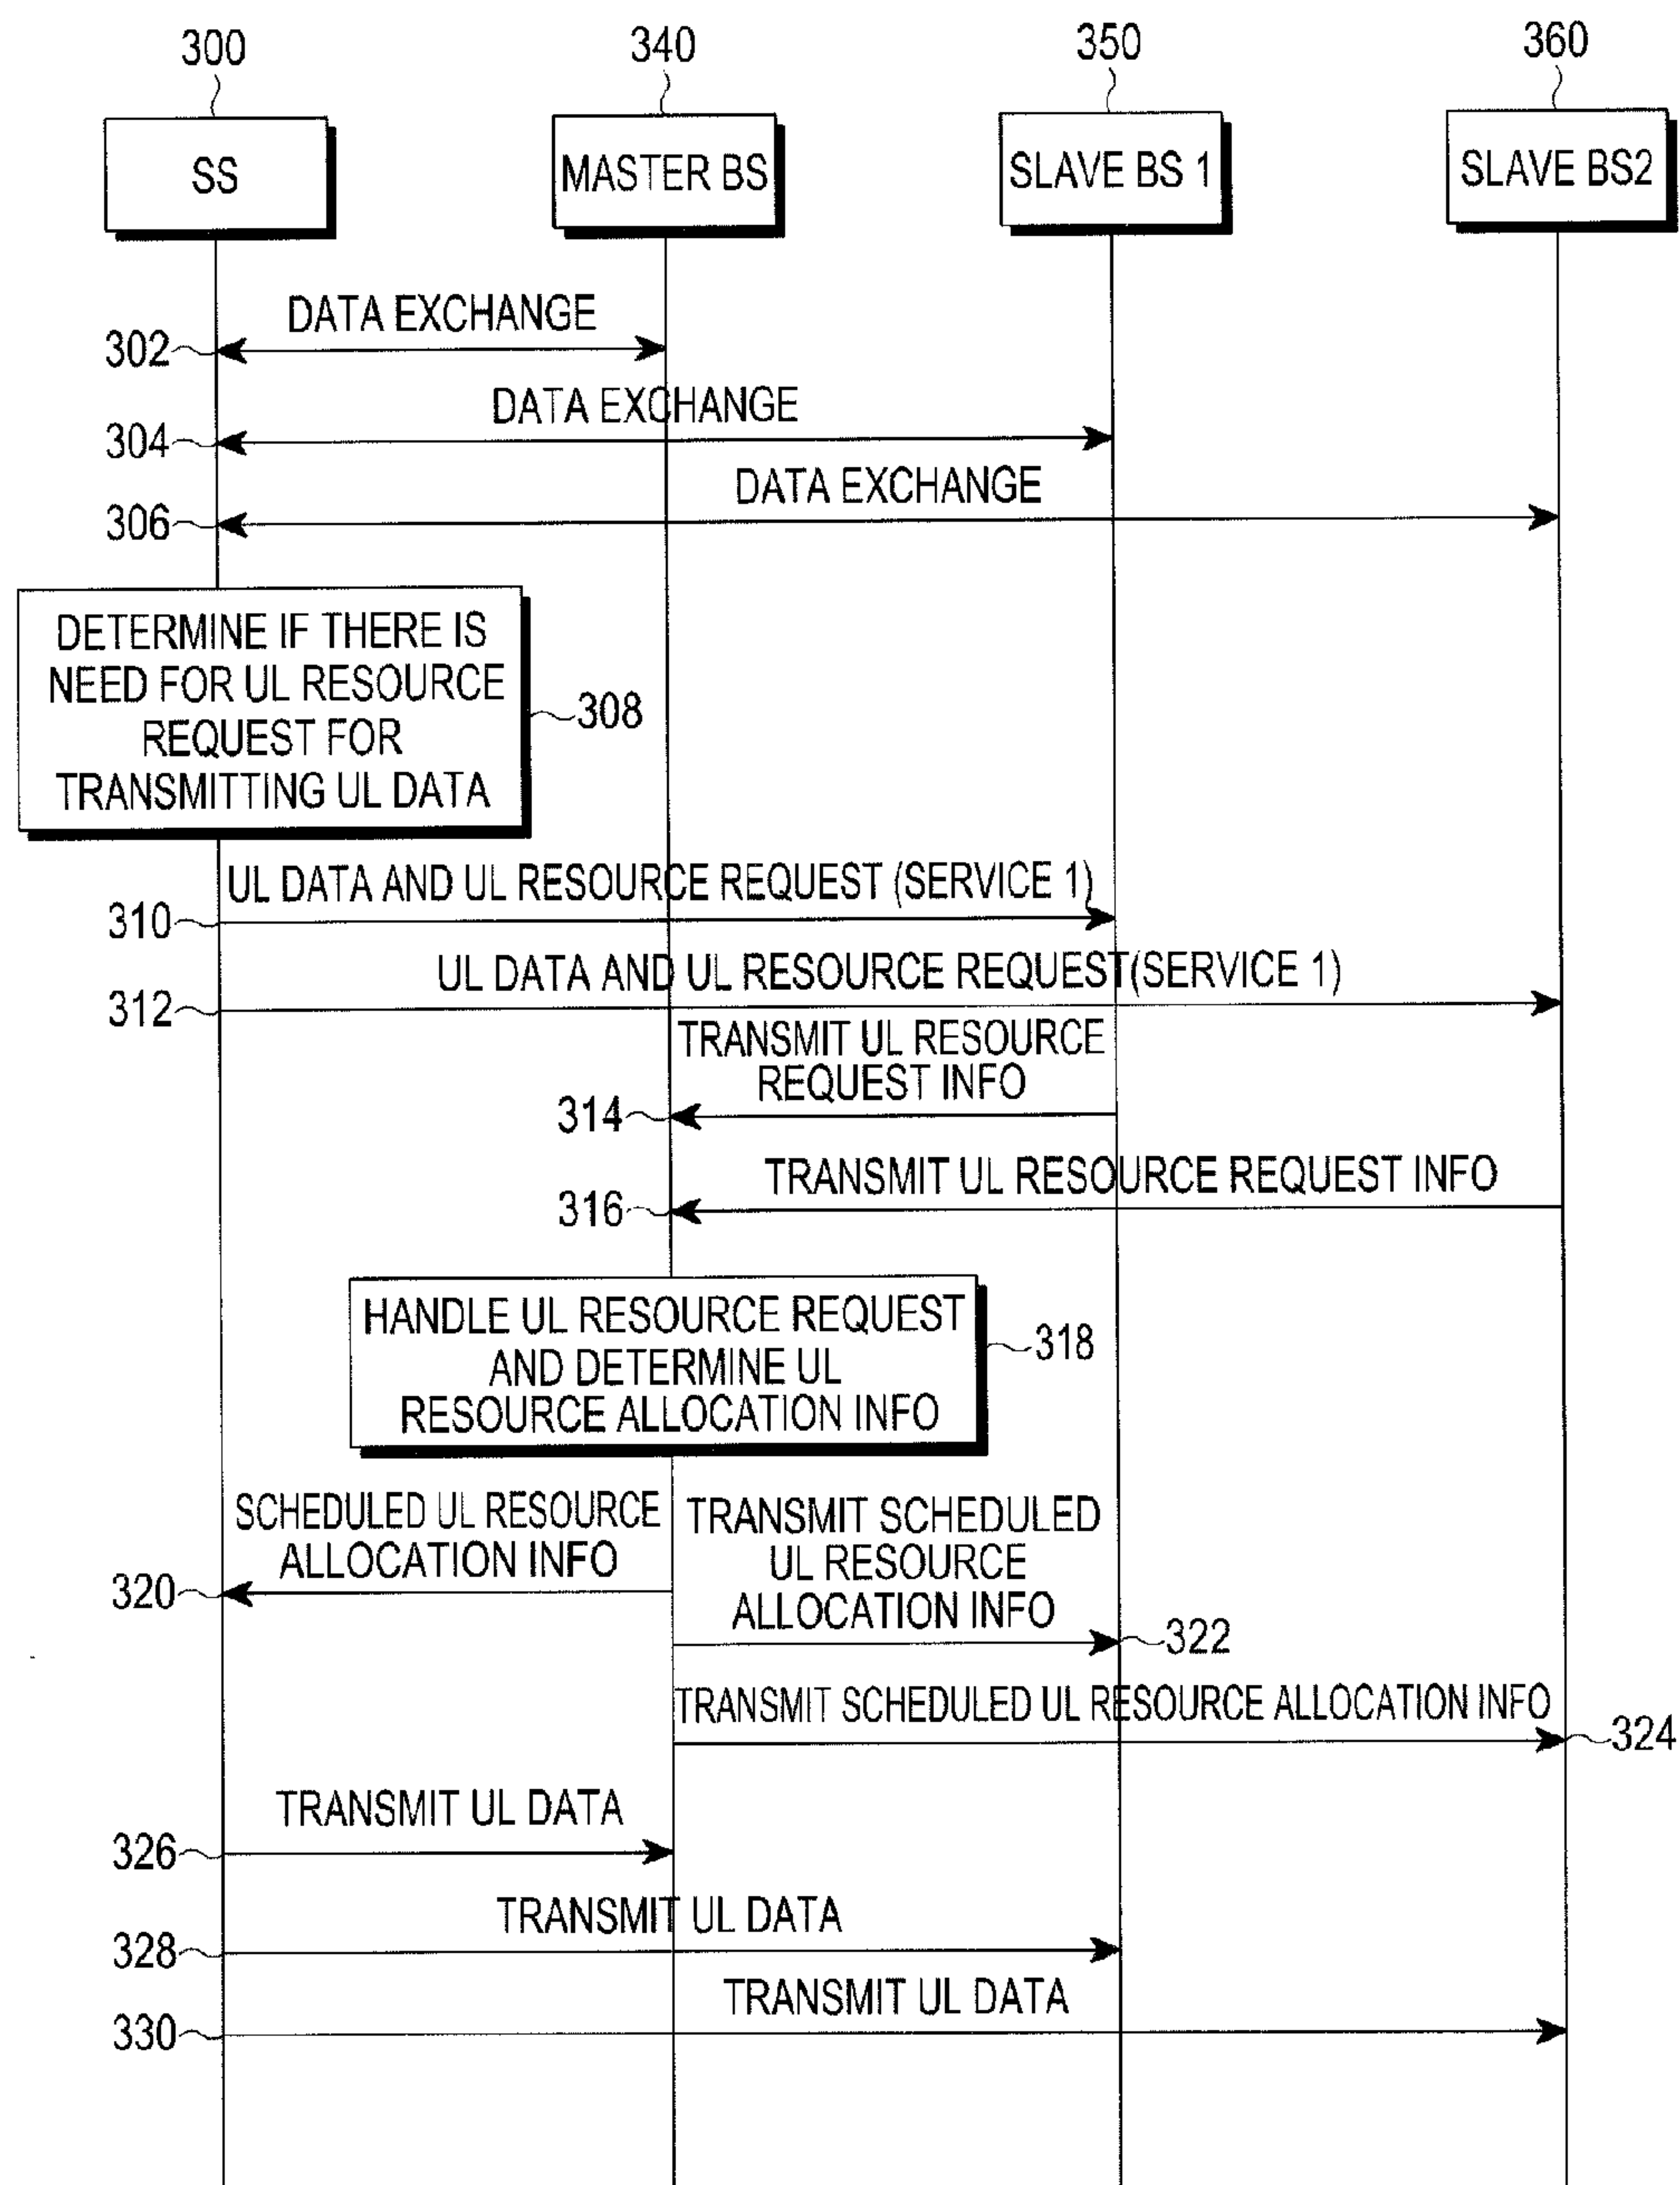 300
340
350
360
SS
MASTER BS
SLAVE BS 1
SLAVE BS2
DATA EXCHANGE
302
DATA EXCHANGE
304
DATA EXCHANGE
306
DETERMINE IF THERE IS
NEED FOR UL RESOURCE
REQUEST FOR
TRANSMITTING UL DATA
308
UL DATA AND UL RESOURCE REQUEST (SERVICE 1)
310
UL DATA AND UL RESOURCE REQUEST(SERVICE 1)
312
TRANSMIT UL RESOURCE
REQUEST INFO
314
TRANSMIT UL RESOURCE REQUEST INFO
316
HANDLE UL RESOURCE REQUEST
AND DETERMINE UL
RESOURCE ALLOCATION INFO
318
SCHEDULED UL RESOURCE
ALLOCATION INFO
320
TRANSMIT SCHEDULED
UL RESOURCE
ALLOCATION INFO
322
TRANSMIT SCHEDULED UL RESOURCE ALLOCATION INFO
324
TRANSMIT UL DATA
326
TRANSMIT UL DATA
328
TRANSMIT UL DATA
330